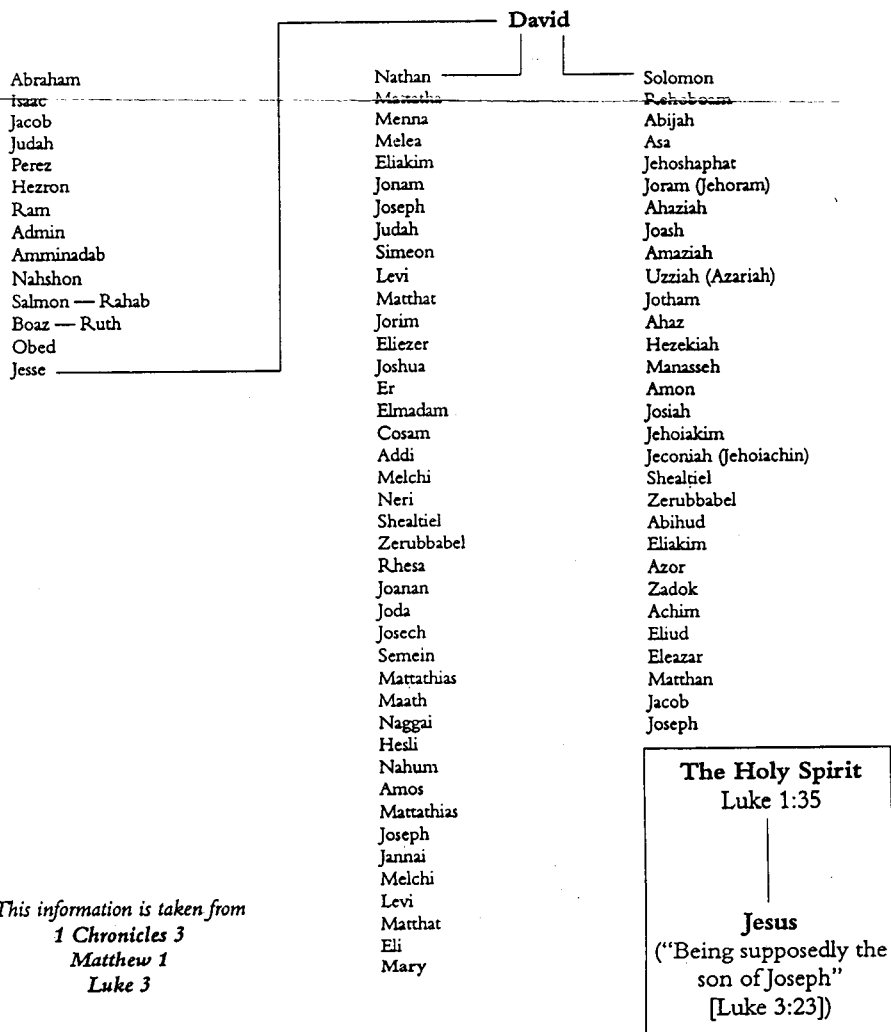 David
Abraham
Isaac
Jacob
Judah
Perez
Hezron
Ram
Admin
Amminadab
Nahshon
Salmon — Rahab
Boaz — Ruth
Obed
Jesse
Nathan
Mattatha
Menna
Melea
Eliakim
Jonam
Joseph
Judah
Simeon
Levi
Matthat
Jorim
Eliezer
Joshua
Er
Elmadam
Cosam
Addi
Melchi
Neri
Shealtiel
Zerubbabel
Rhesa
Joanan
Joda
Josech
Semein
Mattathias
Maath
Naggai
Hesli
Nahum
Amos
Mattathias
Joseph
Jannai
Melchi
Levi
Matthat
Eli
Mary
Solomon
Rehoboam
Abijah
Asa
Jehoshaphat
Joram (Jehoram)
Ahaziah
Joash
Amaziah
Uzziah (Azariah)
Jotham
Ahaz
Hezekiah
Manasseh
Amon
Josiah
Jehoiakim
Jeconiah (Jehoiachin)
Shealtiel
Zerubbabel
Abihud
Eliakim
Azor
Zadok
Achim
Eliud
Eleazar
Matthan
Jacob
Joseph
The Holy Spirit
Luke 1:35
Jesus
("Being supposedly the
son of Joseph"
[Luke 3:23])
This information is taken from
1 Chronicles 3
Matthew 1
Luke 3